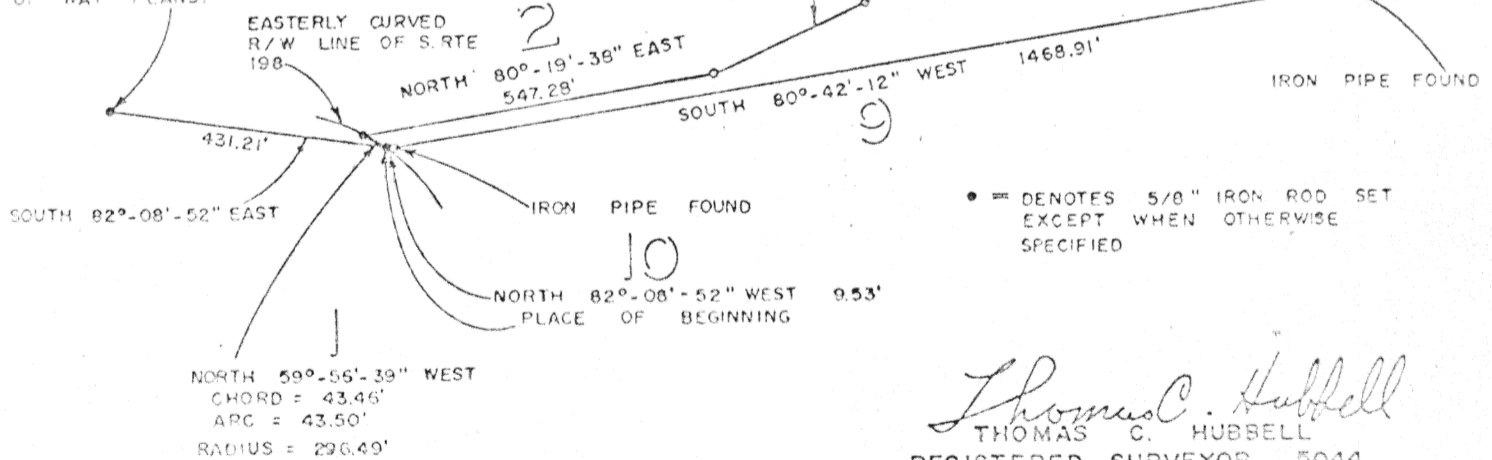 EASTERLY CURVED
R/W LINE OF S.RTE
198
2
NORTH 80°-19'-38" EAST
547.28'
SOUTH 80°-42'-12" WEST 1468.91'
9
IRON PIPE FOUND
431.21'
SOUTH 82°-08'-52" EAST
IRON PIPE FOUND
10
NORTH 82°-08'-52" WEST 9.53'
PLACE OF BEGINNING
● = DENOTES 5/8" IRON ROD SET
EXCEPT WHEN OTHERWISE
SPECIFIED
1
NORTH 59°-56'-39" WEST
CHORD = 43.46'
ARC = 43.50'
RADIUS = 296.49'
Thomas C. Hubbell
THOMAS C. HUBBELL
REGISTERED SURVEYOR 5044